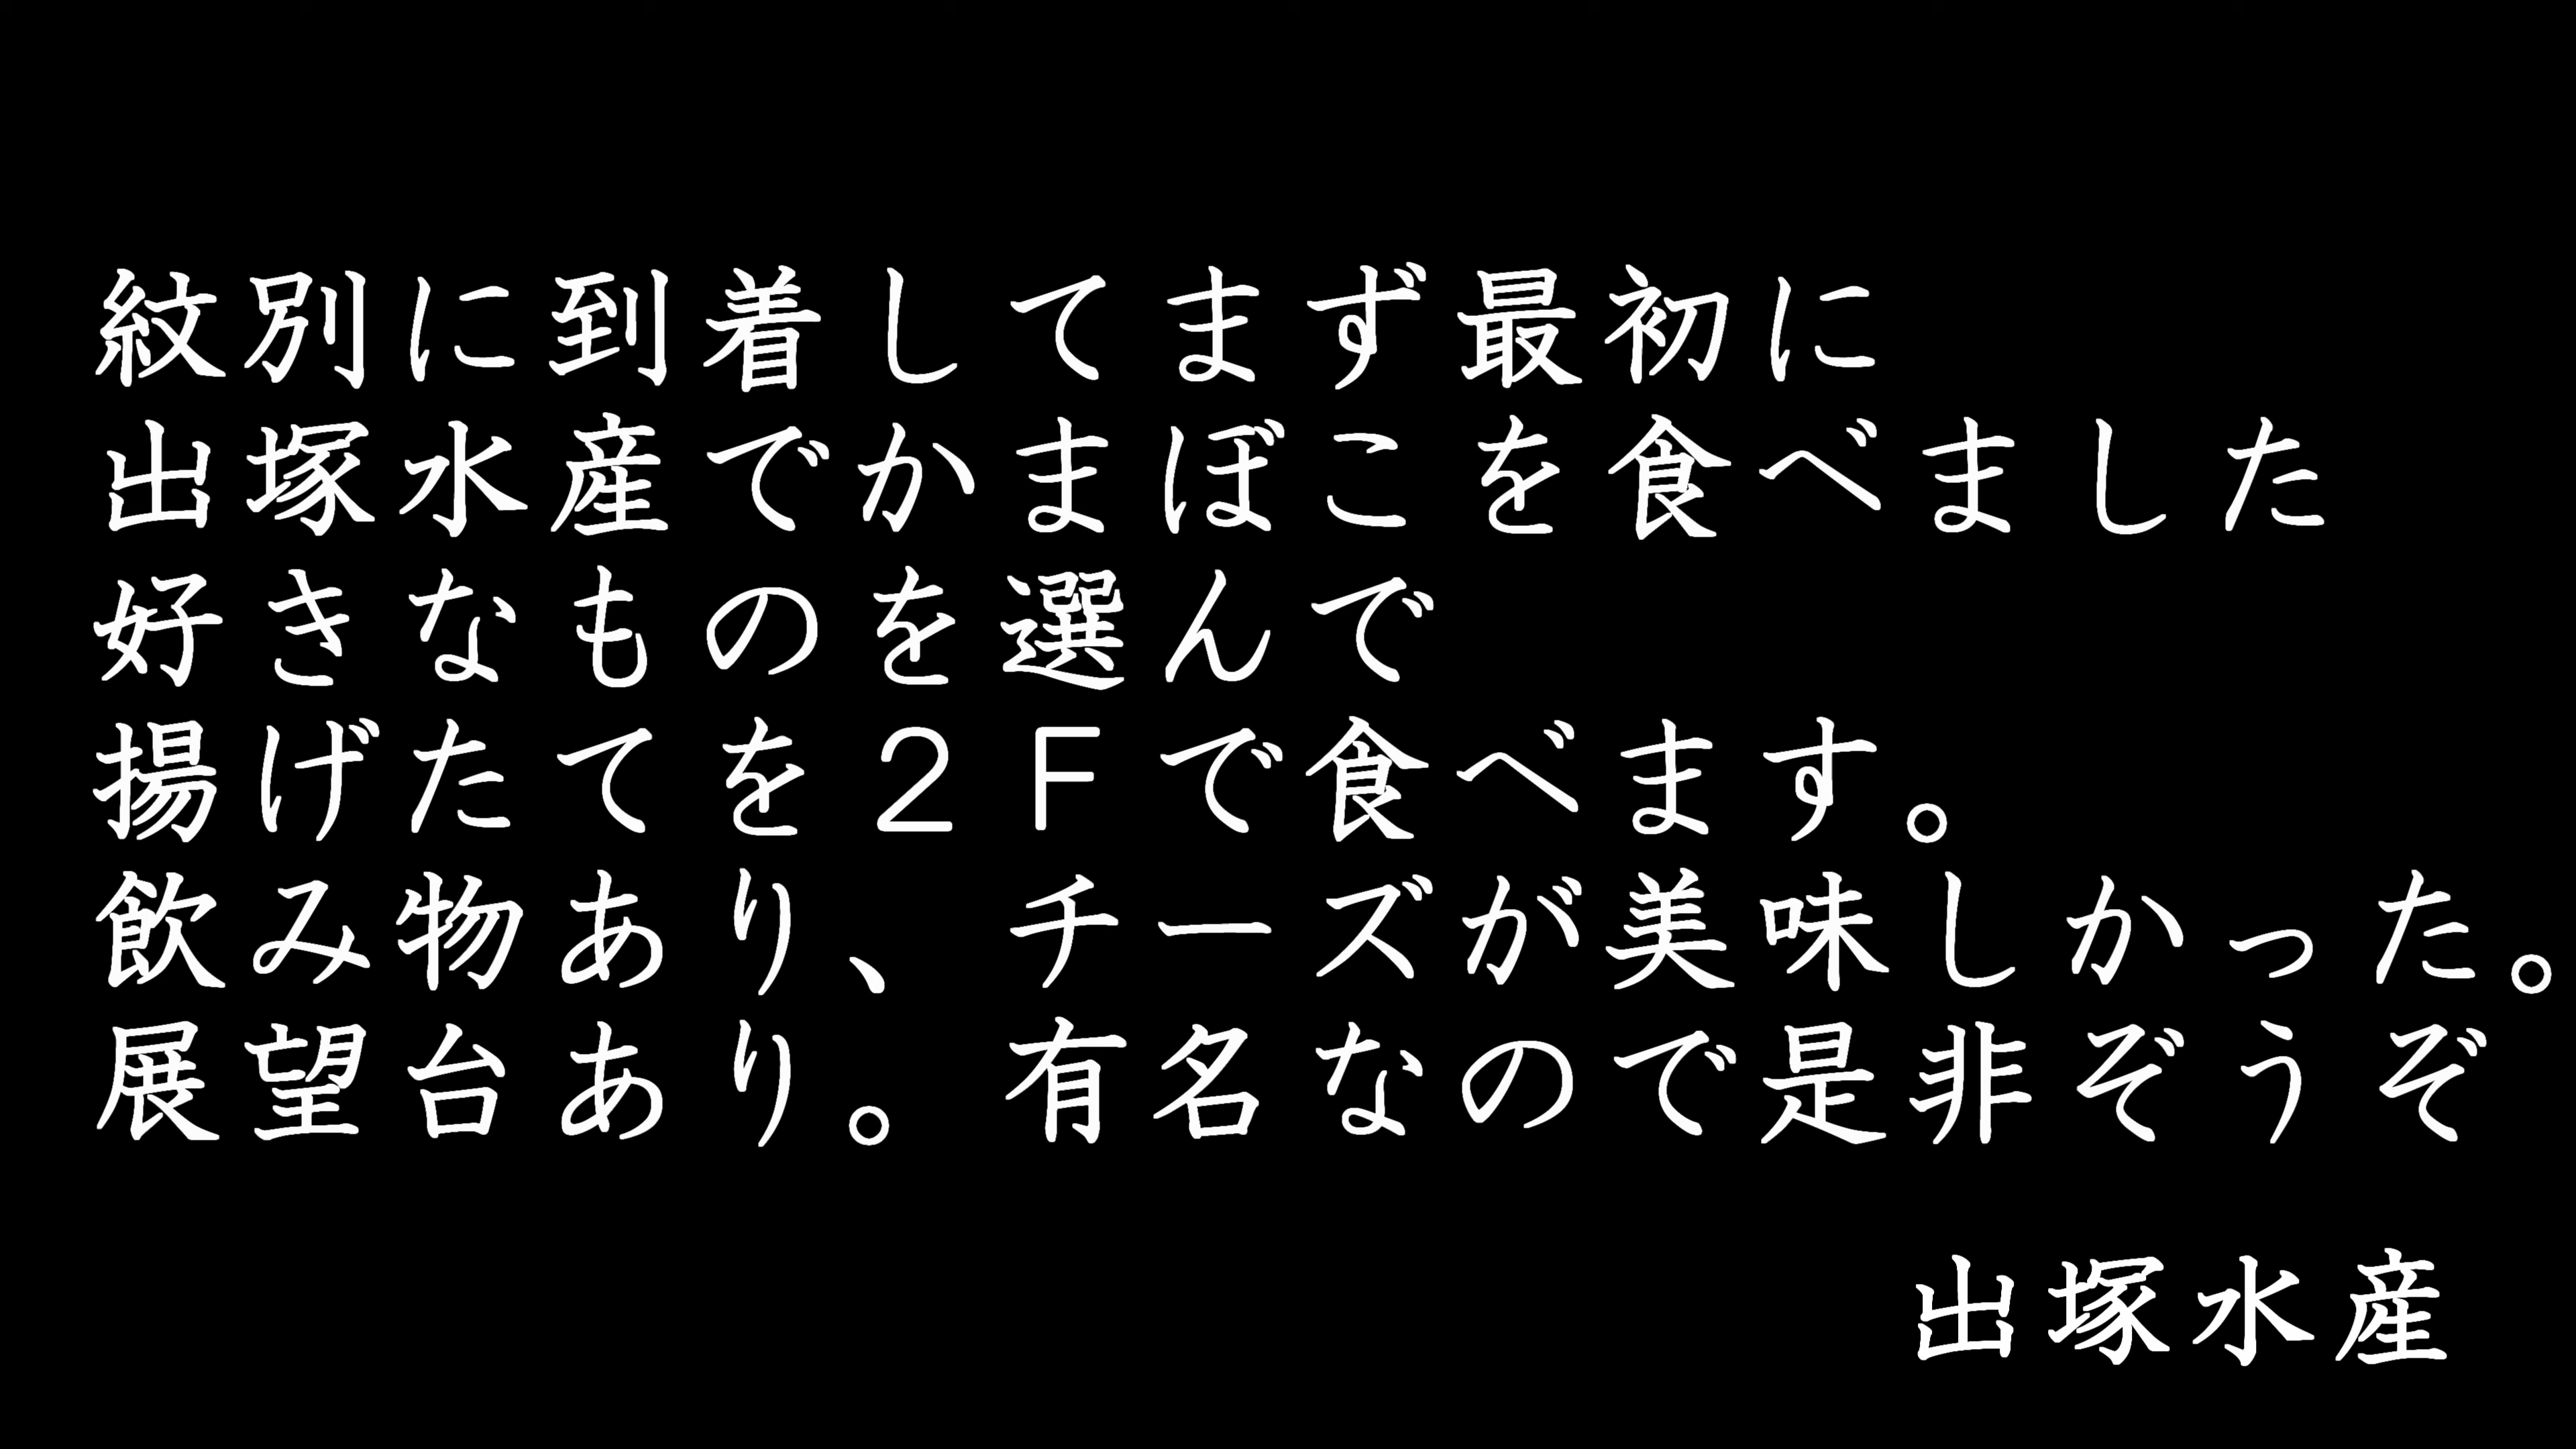 紋別に到着してまず最初に
出塚水産でかまぼこを食べました
好きなものを選んで
揚げたてを２Ｆで食べます。
飲み物あり、チーズが美味しかった。
展望台あり。有名なので是非ぞうぞ
出塚水産